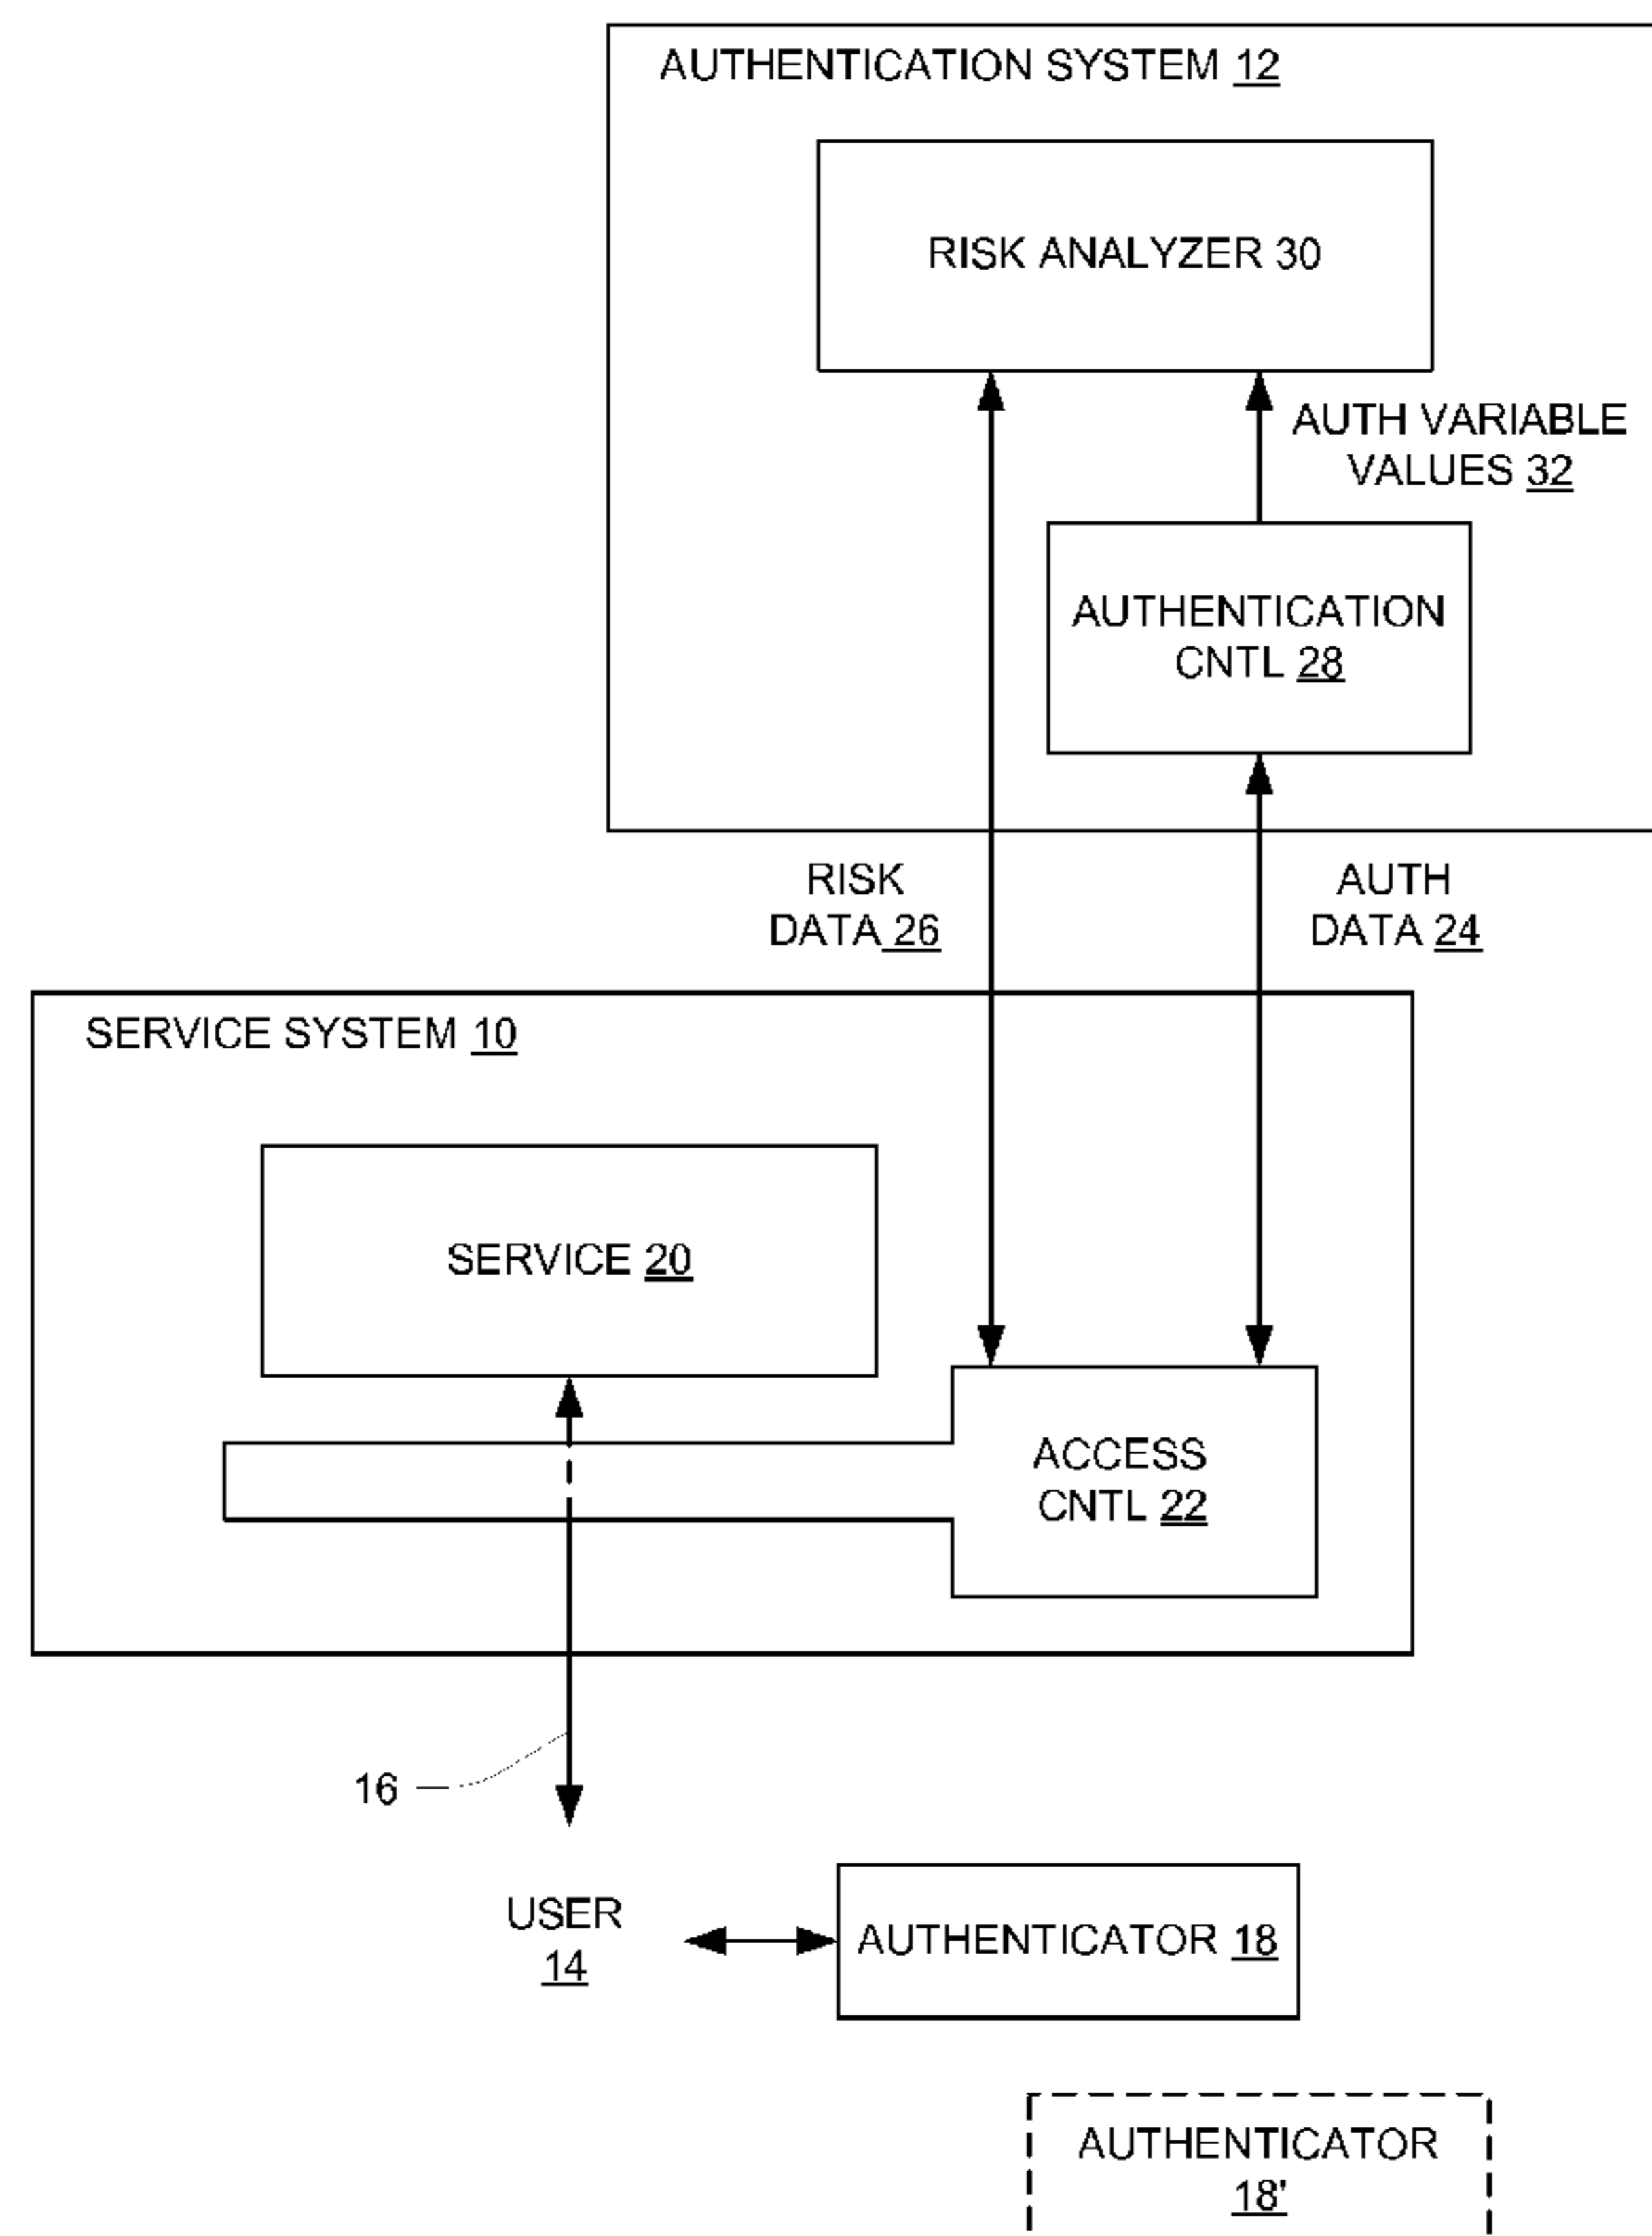 AUTHENTICATION SYSTEM 12
RISK ANALYZER 30
AUTH VARIABLE
VALUES 32
AUTHENTICATION
CNTL 28
RISK
DATA 26
AUTH
DATA 24
SERVICE SYSTEM 10
SERVICE 20
ACCESS
CNTL 22
16
USER
14
AUTHENTICATOR 18
AUTHENTICATOR
18'